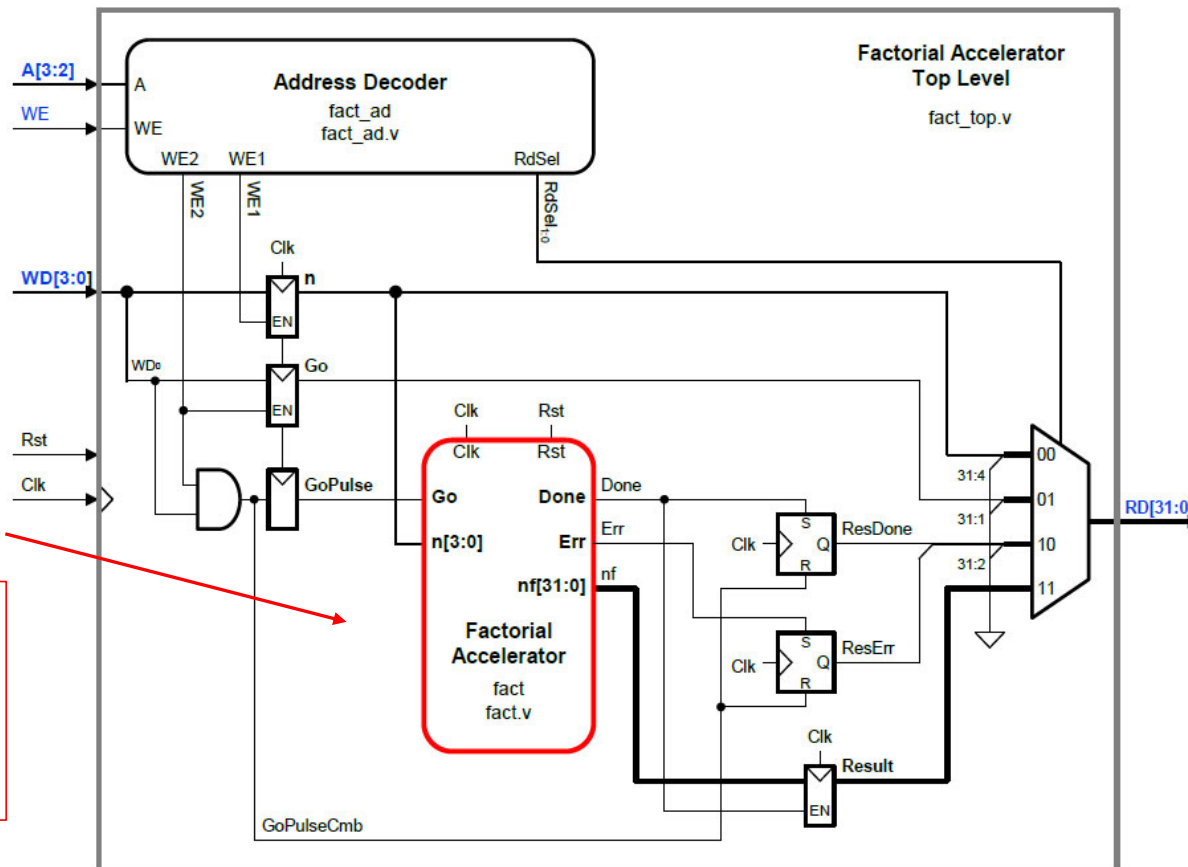 Factorial Accelerator
Top Level
fact_top.v
A[3:2]
WE
A
WE
Address Decoder
fact_ad
fact_ad.v
WE2
WE1
RdSel
WE2
WE1
RdSel1:0
Clk
WD[3:0]
n
EN
WD0
Go
EN
Rst
Clk
GoPulse
Clk
Rst
Clk
Rst
Go
n[3:0]
Done
Err
nf[31:0]
Factorial
Accelerator
fact
fact.v
Done
Err
nf
Clk
S
Q
R
ResDone
Clk
S
Q
R
ResErr
Clk
EN
Result
31:4
31:1
31:2
00
01
10
11
RD[31:0
GoPulseCmb